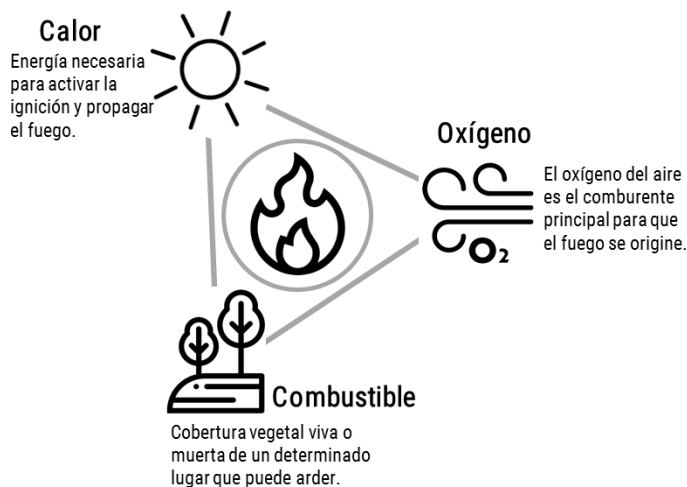 Calor
Energía necesaria
para activar la
ignición y propagar
el fuego.
Oxígeno
El oxígeno del aire
es el comburente
principal para que
el fuego se origine.
O₂
Combustible
Cobertura vegetal viva o
muerta de un determinado
lugar que puede arder.